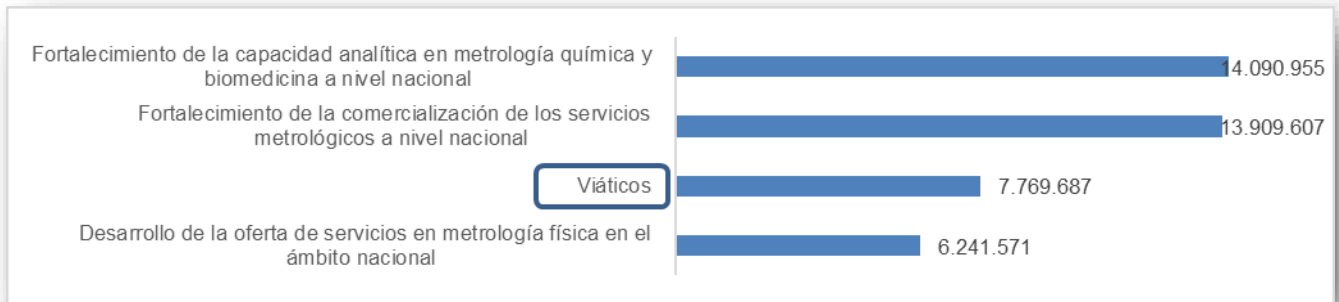 Fortalecimiento de la capacidad analítica en metrología química y
biomedicina a nivel nacional
14.090.955
Fortalecimiento de la comercialización de los servicios
metrológicos a nivel nacional
13.909.607
Viáticos
7.769.687
Desarrollo de la oferta de servicios en metrología física en el
ámbito nacional
6.241.571